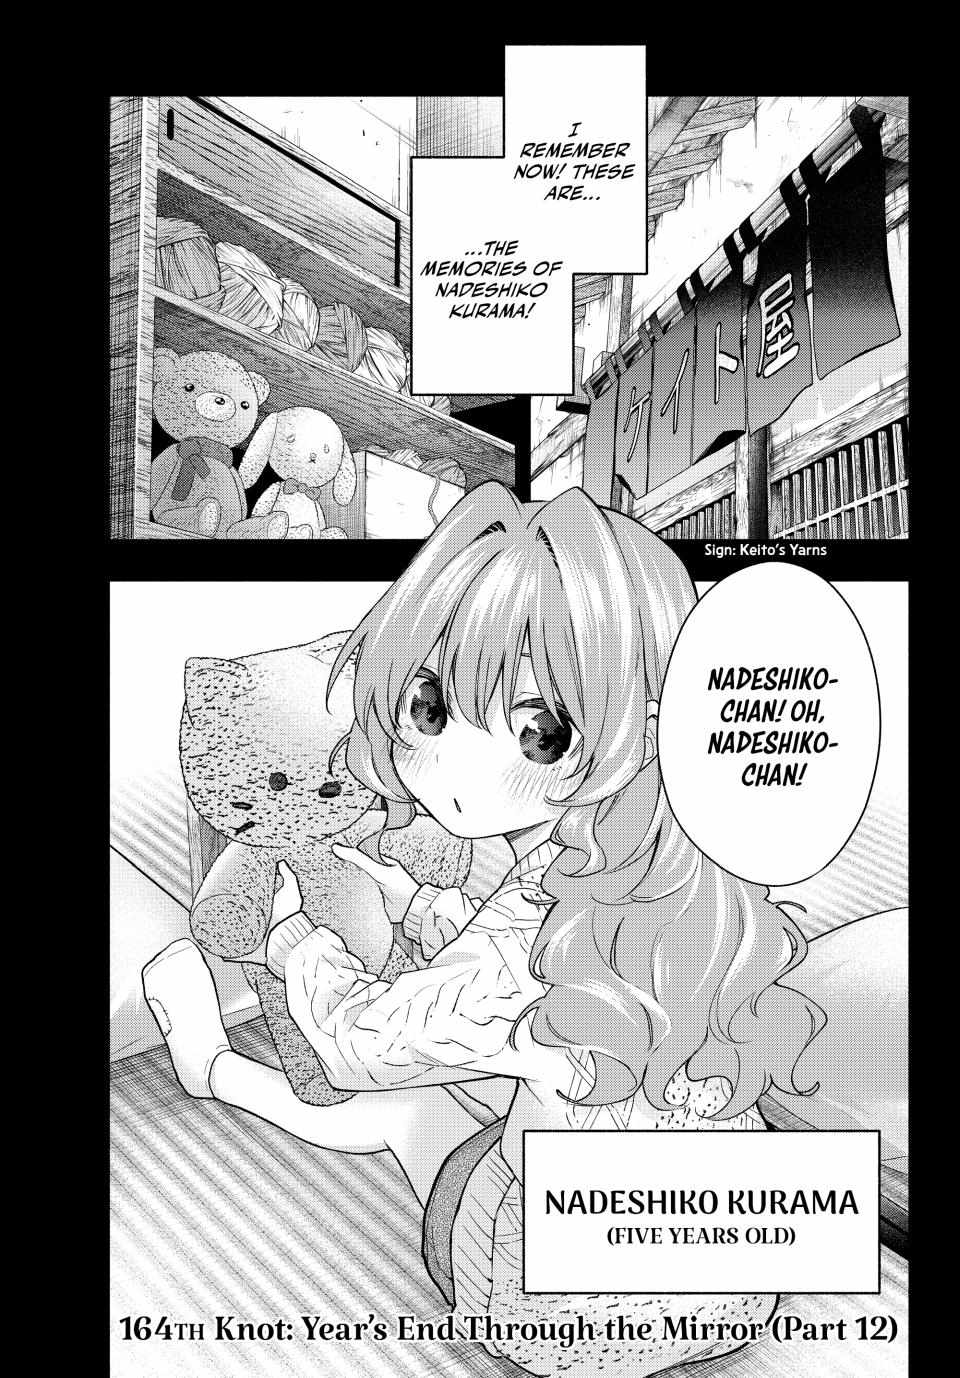 I
REMEMBER
NOW! THESE
ARE...
...THE
MEMORIES OF
NADESHIKO
KURAMA!
ケイト屋
Sign: Keito's Yarns
NADESHIKO-
CHAN! OH,
NADESHIKO-
CHAN!
NADESHIKO KURAMA
(FIVE YEARS OLD)
164TH Knot: Year's End Through the Mirror (Part 12)